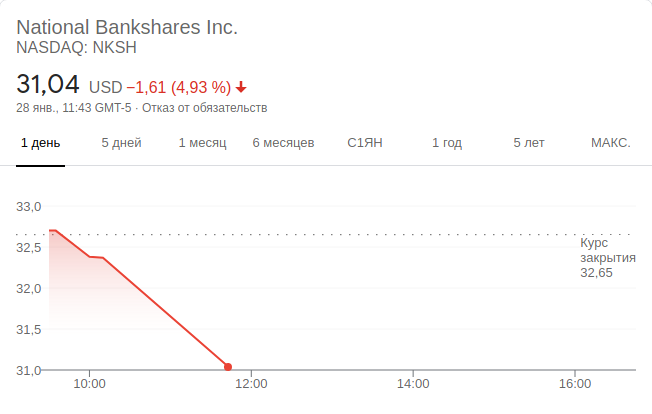 National Bankshares Inc.
NASDAQ: NKSH
31,04 USD −1,61 (4,93 %)
28 янв., 11:43 GMT-5 · Отказ от обязательств
1 день 5 дней 1 месяц 6 месяцев С1ЯН 1 год 5 лет МАКС.
33,0
32,5
32,0
31,5
31,0
Курс
закрытия
32,65
10:00 12:00 14:00 16:00